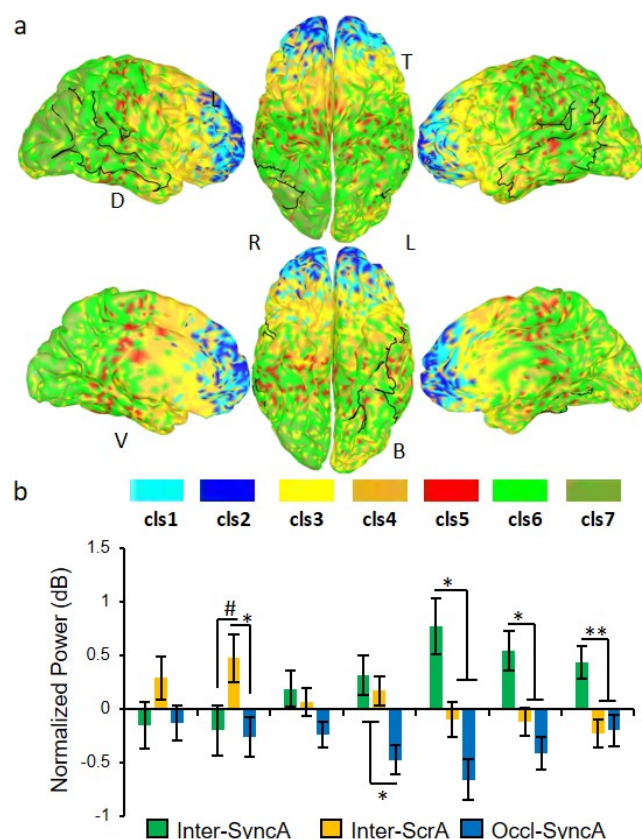 a
T
L
D
R L
V
B
b
cls1 cls2 cls3 cls4 cls5 cls6 cls7
Normalized Power (dB)
1.5
1
0.5
0
-0.5
-1
# * * * ** *
Inter-SyncA Inter-ScrA Occl-SyncA